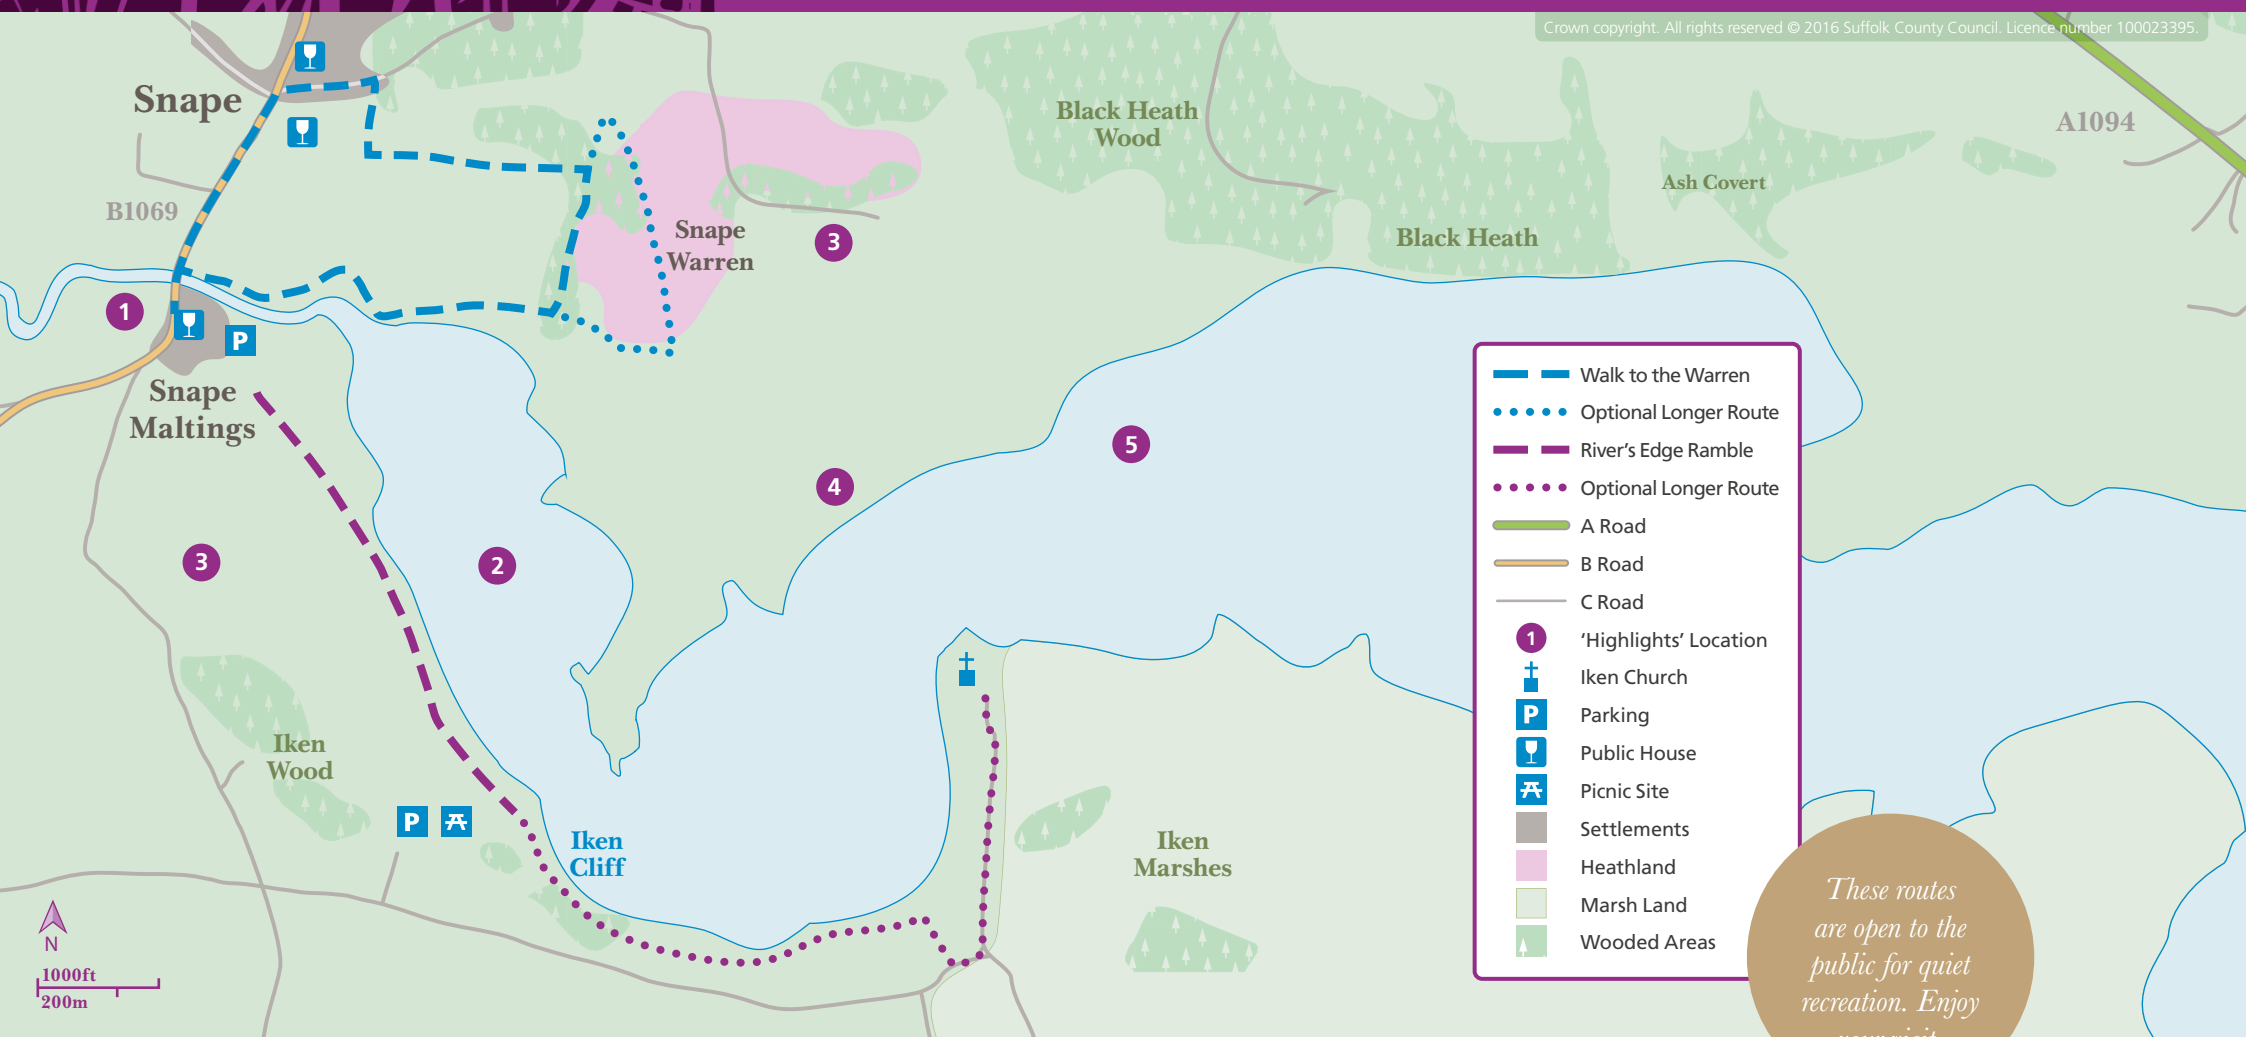 Crown copyright. All rights reserved © 2016 Suffolk County Council. Licence number 100023395.
Snape
B1069
1
P
Snape
Maltings
3
2
Snape
Warren
3
4
5
Black Heath
Wood
Black Heath
Ash Covert
A1094
Iken
Wood
P
Iken
Cliff
Iken
Marshes
N
1000ft
200m
Walk to the Warren
Optional Longer Route
River's Edge Ramble
Optional Longer Route
A Road
B Road
C Road
1 'Highlights' Location
Iken Church
P Parking
Public House
Picnic Site
Settlements
Heathland
Marsh Land
Wooded Areas
These routes
are open to the
public for quiet
recreation. Enjoy